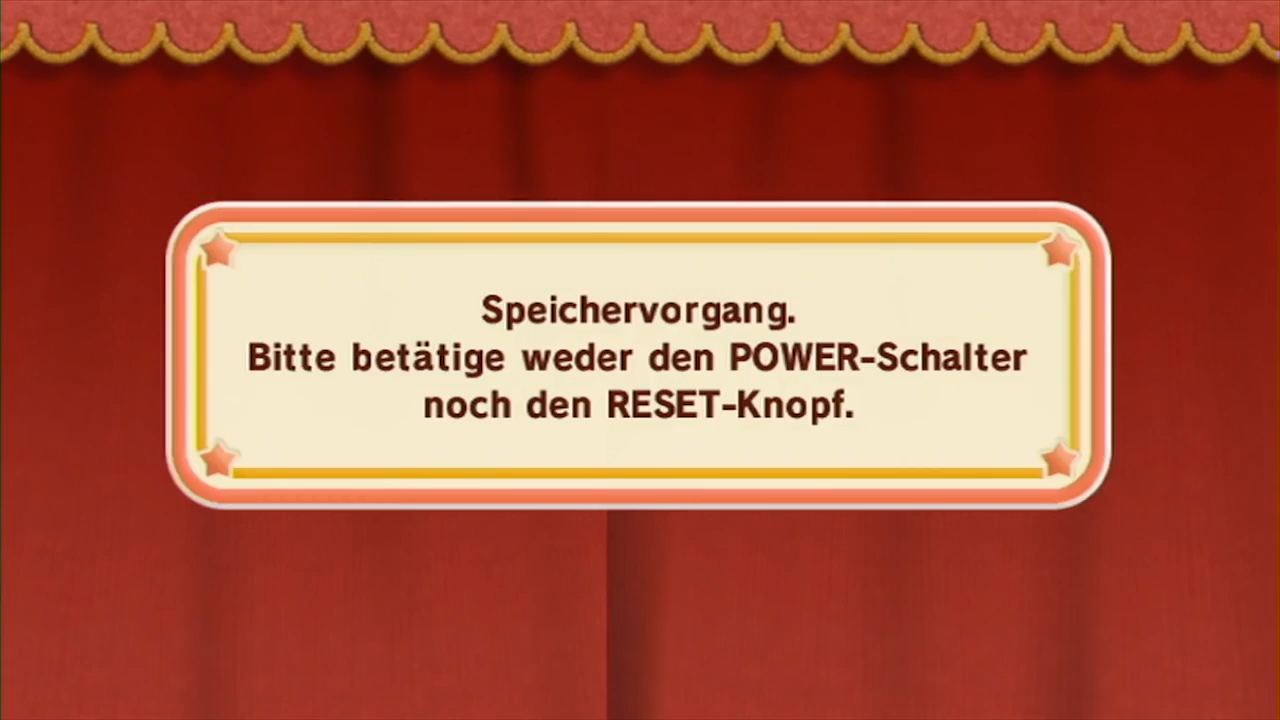 Speichervorgang.
Bitte betätige weder den POWER-Schalter
noch den RESET-Knopf.